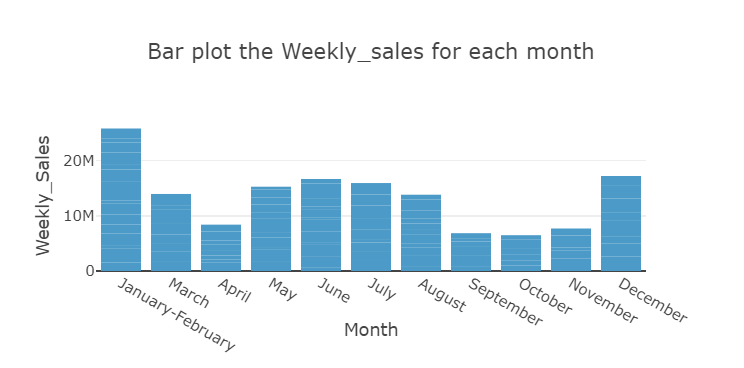 Bar plot the Weekly_sales for each month
Weekly_Sales
20M
10M
0
January-February
March
April
May
June
July
August
September
October
November
December
Month